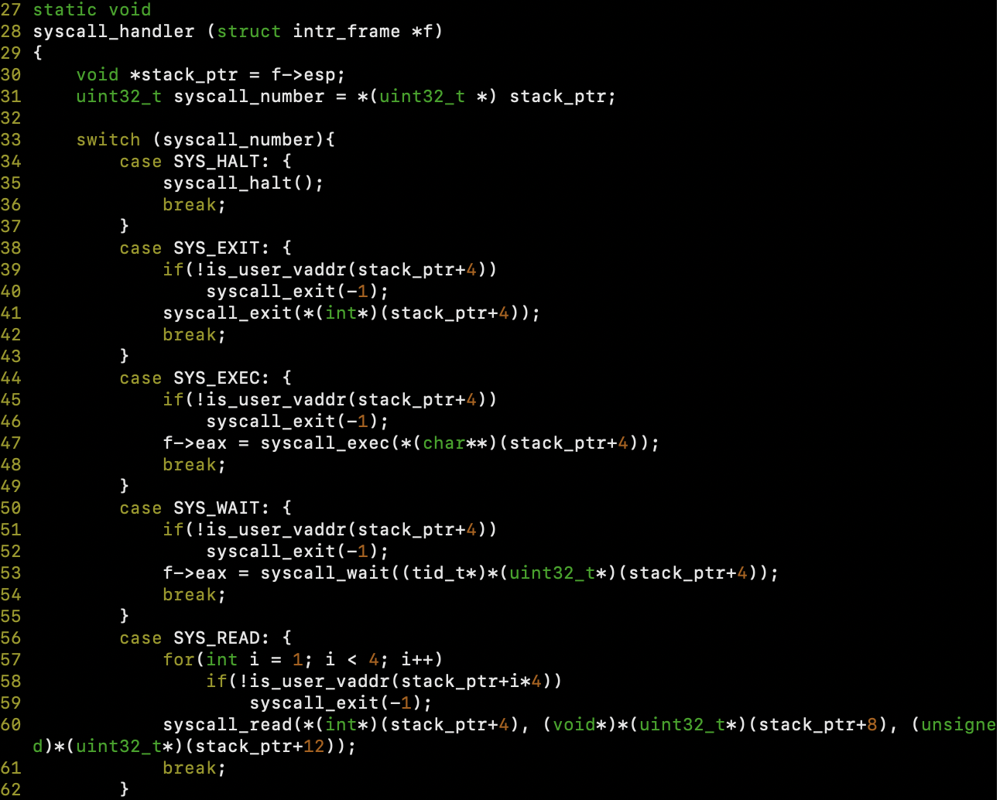 27 static void
28 syscall_handler (struct intr_frame *f)
29 {
30     void *stack_ptr = f->esp;
31     uint32_t syscall_number = *(uint32_t *) stack_ptr;
32
33     switch (syscall_number){
34         case SYS_HALT: {
35             syscall_halt();
36             break;
37         }
38         case SYS_EXIT: {
39             if(!is_user_vaddr(stack_ptr+4))
40                 syscall_exit(-1);
41             syscall_exit(*(int*)(stack_ptr+4));
42             break;
43         }
44         case SYS_EXEC: {
45             if(!is_user_vaddr(stack_ptr+4))
46                 syscall_exit(-1);
47             f->eax = syscall_exec(*(char**)(stack_ptr+4));
48             break;
49         }
50         case SYS_WAIT: {
51             if(!is_user_vaddr(stack_ptr+4))
52                 syscall_exit(-1);
53             f->eax = syscall_wait((tid_t*)*(uint32_t*)(stack_ptr+4));
54             break;
55         }
56         case SYS_READ: {
57             for(int i = 1; i < 4; i++)
58                 if(!is_user_vaddr(stack_ptr+i*4))
59                     syscall_exit(-1);
60             syscall_read(*(int*)(stack_ptr+4), (void*)*(uint32_t*)(stack_ptr+8), (unsigne
d)*(uint32_t*)(stack_ptr+12));
61             break;
62         }